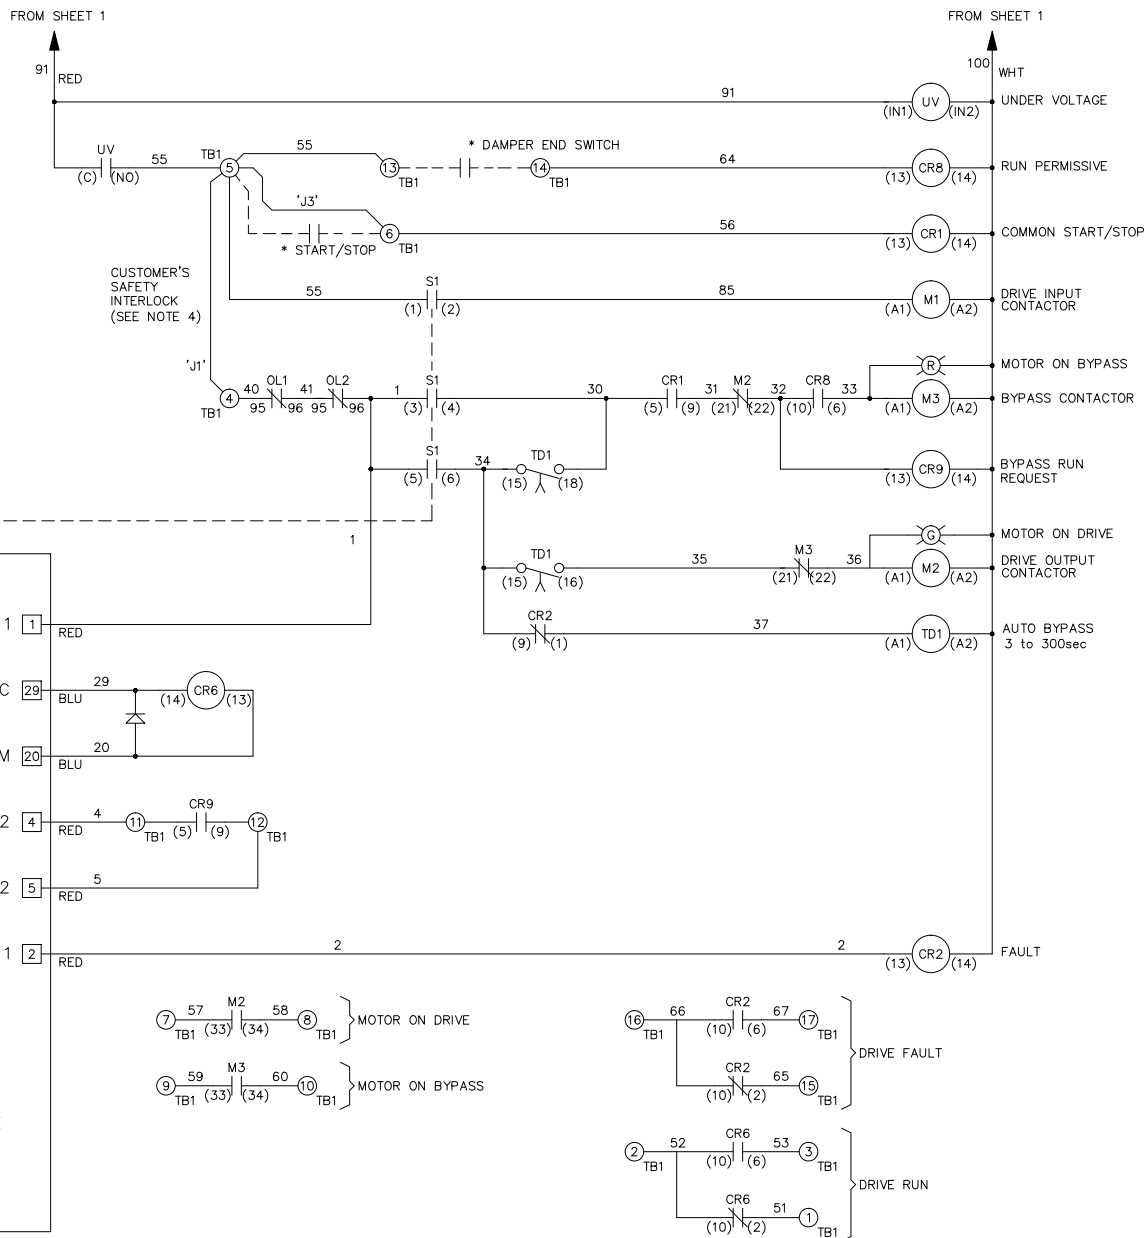 FROM SHEET 1
FROM SHEET 1
91
RED
100
WHT
91
(IN1)
UV
(IN2)
UNDER VOLTAGE
UV
(C)
(NO)
55
TB1
5
55
13
TB1
* DAMPER END SWITCH
14
TB1
64
(13)
CR8
(14)
RUN PERMISSIVE
'J3'
* START/STOP
6
TB1
56
(13)
CR1
(14)
COMMON START/STOP
CUSTOMER'S
SAFETY
INTERLOCK
(SEE NOTE 4)
55
S1
(1)
(2)
85
(A1)
M1
(A2)
DRIVE INPUT
CONTACTOR
'J1'
R
MOTOR ON BYPASS
4
TB1
40
OL1
95
96
41
OL2
95
96
1
S1
(3)
(4)
30
CR1
(5)
(9)
31
M2
(21)
(22)
32
CR8
(10)
(6)
33
(A1)
M3
(A2)
BYPASS CONTACTOR
S1
(5)
(6)
34
TD1
(15)
(18)
(13)
CR9
(14)
BYPASS RUN
REQUEST
1
G
MOTOR ON DRIVE
TD1
(15)
(16)
35
M3
(21)
(22)
36
(A1)
M2
(A2)
DRIVE OUTPUT
CONTACTOR
1
1
RED
CR2
(9)
(1)
37
(A1)
TD1
(A2)
AUTO BYPASS
3 to 300sec
C
29
BLU
29
(14)
CR6
(13)
M
20
BLU
20
2
4
RED
4
11
TB1
CR9
(5)
(9)
12
TB1
2
5
RED
5
1
2
RED
2
2
(13)
CR2
(14)
FAULT
7
TB1
57
M2
(33)
(34)
58
8
TB1
MOTOR ON DRIVE
9
TB1
59
M3
(33)
(34)
60
10
TB1
MOTOR ON BYPASS
16
TB1
66
CR2
(10)
(6)
67
17
TB1
DRIVE FAULT
CR2
(10)
(2)
65
15
TB1
2
TB1
52
CR6
(10)
(6)
53
3
TB1
DRIVE RUN
CR6
(10)
(2)
51
1
TB1